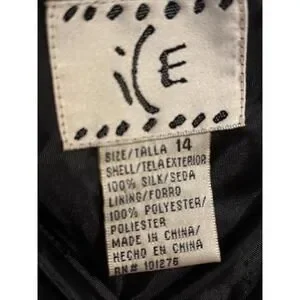 iCE
SIZE/TALLA 14
SHELL/TELA EXTERIOR
100% SILK/SEDA
LINING/FORRO
100% POLYESTER/
POLIESTER
MADE IN CHINA/
HECHO EN CHINA
RN# 101276